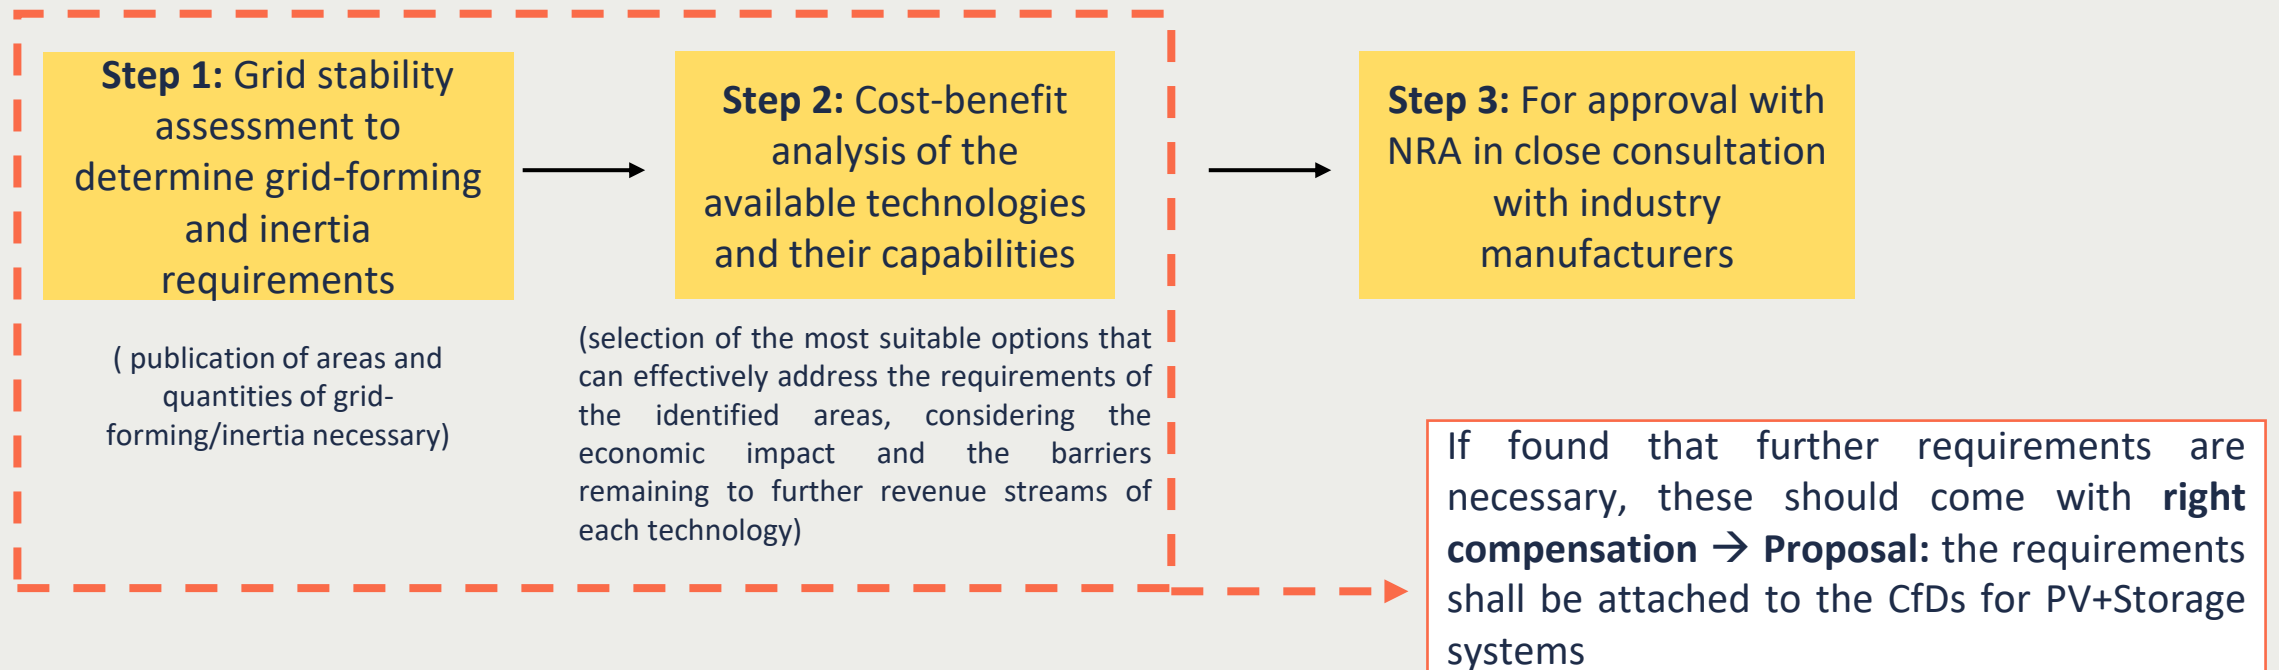 Step 1: Grid stability
assessment to
determine grid-forming
and inertia
requirements
( publication of areas and
quantities of grid-
forming/inertia necessary)
Step 2: Cost-benefit
analysis of the
available technologies
and their capabilities
(selection of the most suitable options that
can effectively address the requirements of
the identified areas, considering the
economic impact and the barriers
remaining to further revenue streams of
each technology)
Step 3: For approval with
NRA in close consultation
with industry
manufacturers
If found that further requirements are
necessary, these should come with right
compensation → Proposal: the requirements
shall be attached to the CfDs for PV+Storage
systems